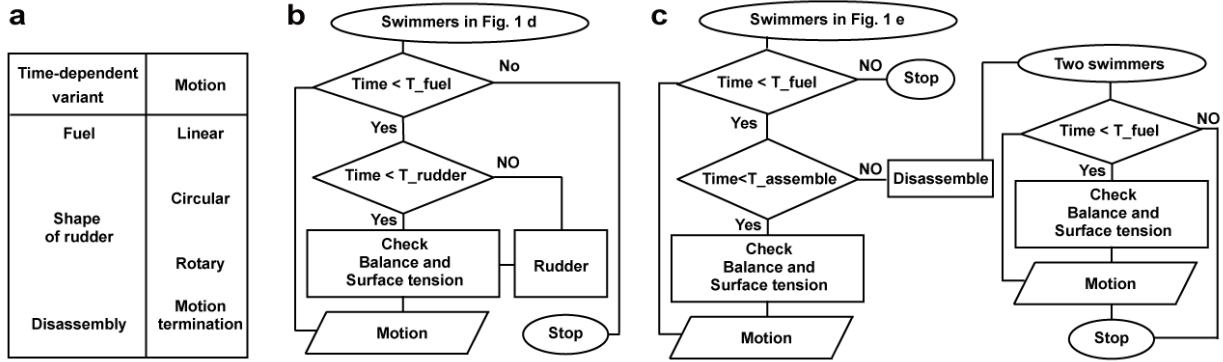 a
Time-dependent
variant
Motion
Fuel
Linear
Circular
Shape
of rudder
Rotary
Disassembly
Motion
termination
b
Swimmers in Fig. 1 d
Time < T_fuel
No
Yes
Time < T_rudder
NO
Yes
Check
Balance and
Surface tension
Rudder
Motion
Stop
c
Swimmers in Fig. 1 e
Time < T_fuel
NO
Stop
Yes
Time<T_assemble
NO
Disassemble
Yes
Check
Balance and
Surface tension
Motion
Two swimmers
Time < T_fuel
NO
Yes
Check
Balance and
Surface tension
Motion
Stop